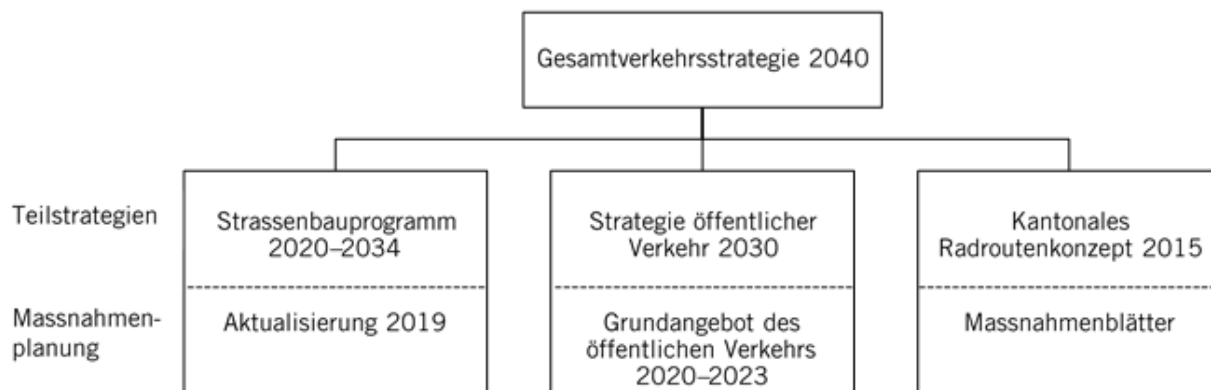 Gesamtverkehrsstrategie 2040
Teilstrategien
Strassenbauprogramm
2020–2034
Strategie öffentlicher
Verkehr 2030
Kantonales
Radroutenkonzept 2015
Massnahmen-
planung
Aktualisierung 2019
Grundangebot des
öffentlichen Verkehrs
2020–2023
Massnahmenblätter